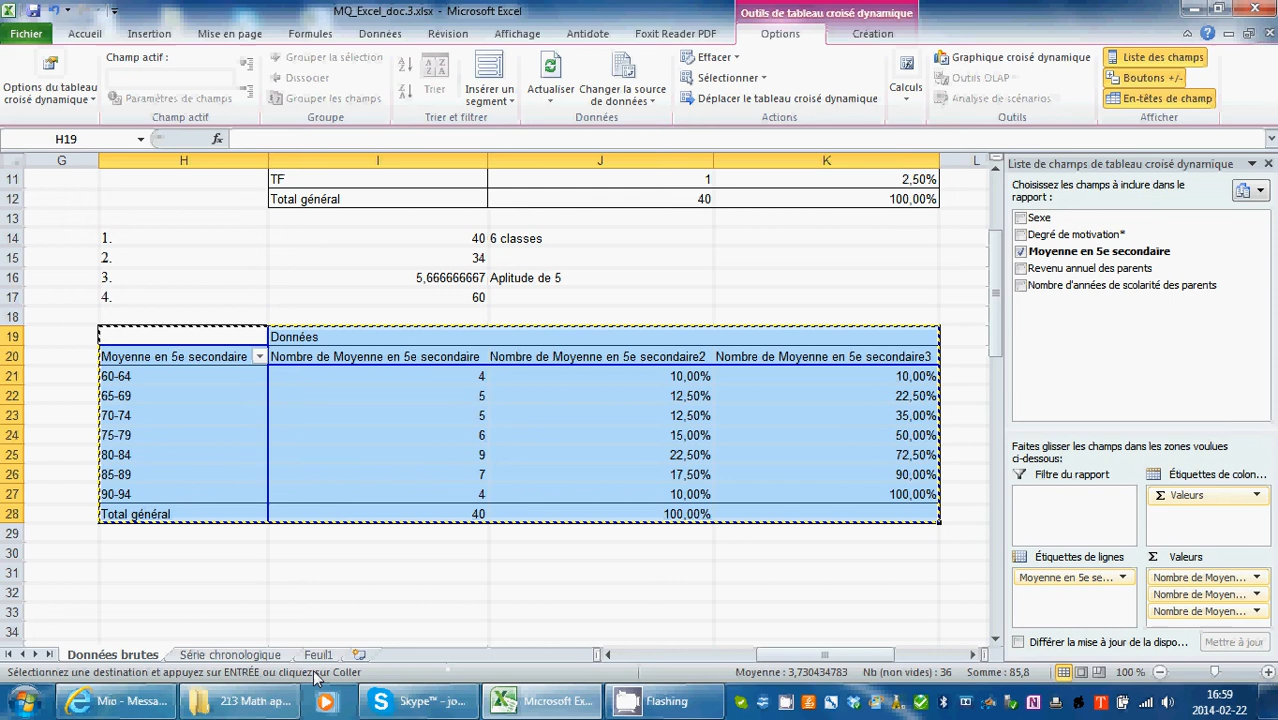 MQ_Excel_doc.3.xlsx - Microsoft Excel
Outils de tableau croisé dynamique
Fichier Accueil Insertion Mise en page Formules Données Révision Affichage Antidote Foxit Reader PDF Options Création
Options du tableau croisé dynamique
Champ actif :
Paramètres de champs
Champ actif
Grouper la sélection
Dissocier
Grouper les champs
Groupe
Trier
Insérer un segment
Trier et filtrer
Actualiser
Changer la source de données
Données
Effacer
Sélectionner
Déplacer le tableau croisé dynamique
Actions
Calculs
Graphique croisé dynamique
Outils OLAP
Analyse de scénarios
Outils
Liste des champs
Boutons +/-
En-têtes de champ
Afficher
H19 fx
G H I J K L
11 TF 1 2,50%
12 Total général 40 100,00%
13
14 1. 40 6 classes
15 2. 34
16 3. 5,666666667 Aplitude de 5
17 4. 60
18
19 Données
20 Moyenne en 5e secondaire Nombre de Moyenne en 5e secondaire Nombre de Moyenne en 5e secondaire2 Nombre de Moyenne en 5e secondaire3
21 60-64 4 10,00% 10,00%
22 65-69 5 12,50% 22,50%
23 70-74 5 12,50% 35,00%
24 75-79 6 15,00% 50,00%
25 80-84 9 22,50% 72,50%
26 85-89 7 17,50% 90,00%
27 90-94 4 10,00% 100,00%
28 Total général 40 100,00%
29
30
31
32
33
34
Liste de champs de tableau croisé dynamique
Choisissez les champs à inclure dans le rapport :
Sexe
Degré de motivation*
Moyenne en 5e secondaire
Revenu annuel des parents
Nombre d'années de scolarité des parents
Faites glisser les champs dans les zones voulues ci-dessous:
Filtre du rapport
Étiquettes de colon...
Σ Valeurs
Étiquettes de lignes
Σ Valeurs
Moyenne en 5e se...
Nombre de Moyen...
Nombre de Moyen...
Nombre de Moyen...
Différer la mise à jour de la dispo...
Mettre à jour
Données brutes Série chronologique Feuil1
Sélectionnez une destination et appuyez sur ENTRÉE ou cliquez sur Coller
Moyenne : 3,730434783 Nb (non vides) : 36 Somme : 85,8
100 %
Mio - Messa... 213 Math ap... Skype™ - jo... Microsoft Ex... Flashing
16:59
2014-02-22